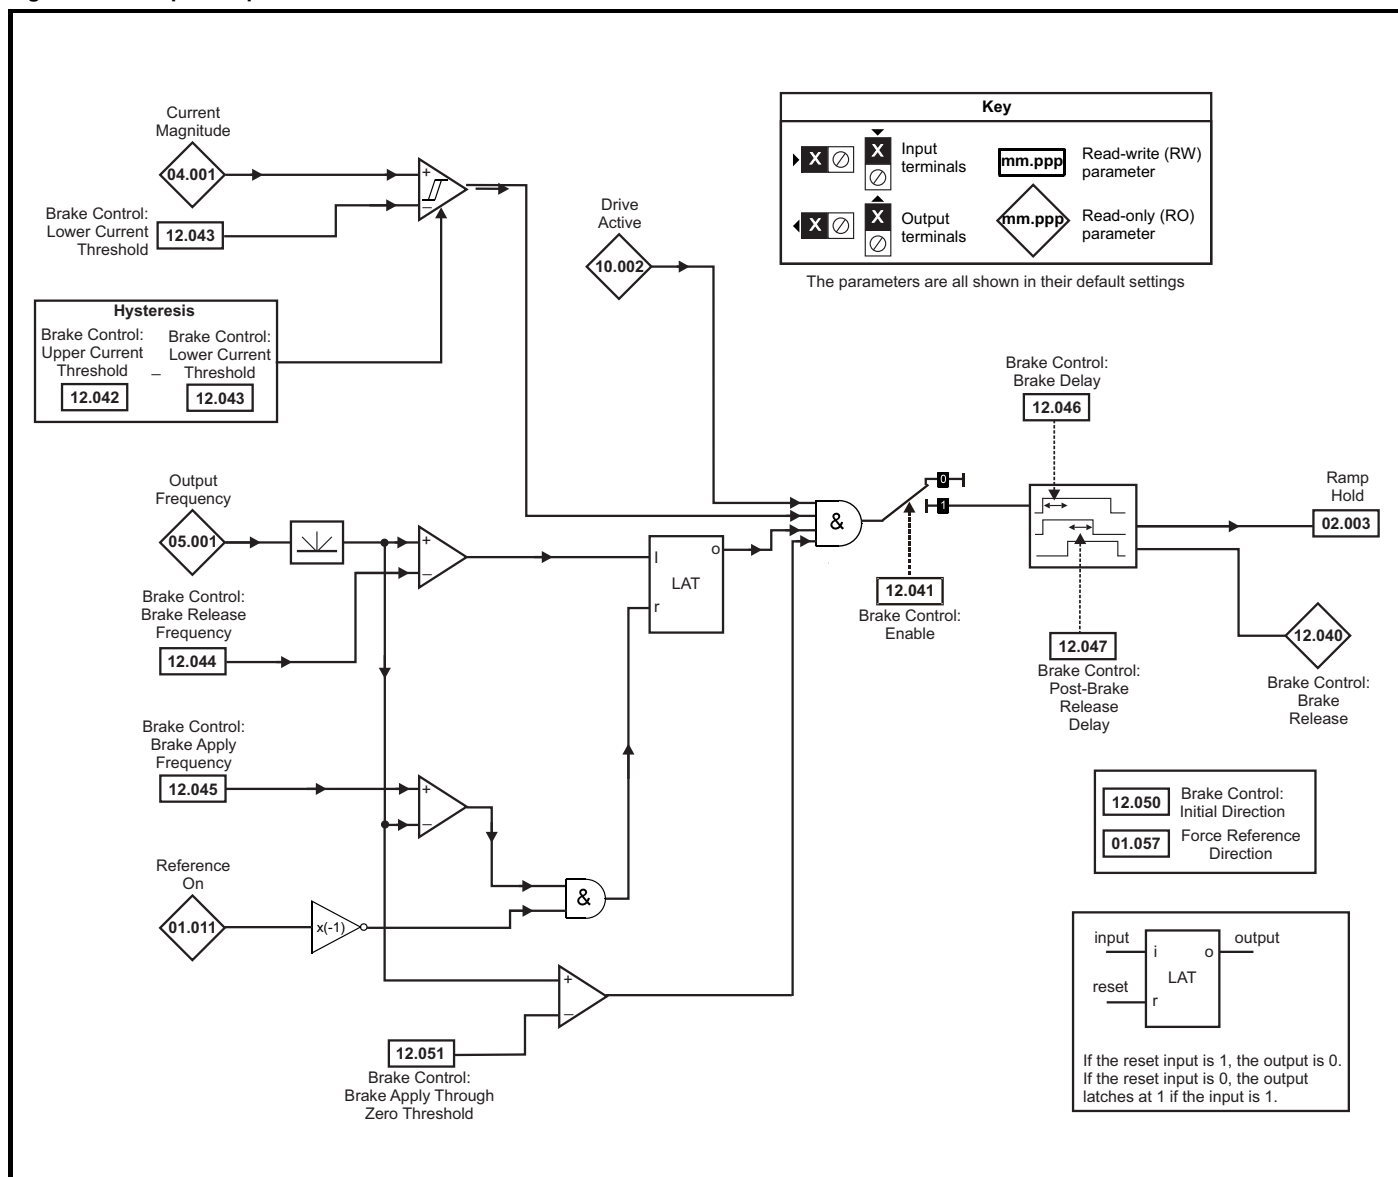 Current
Magnitude
04.001
+
–
Brake Control:
Lower Current
Threshold
12.043
Hysteresis
Brake Control:
Upper Current
Threshold
12.042
–
Brake Control:
Lower Current
Threshold
12.043
Drive
Active
10.002
Key
X
X
Input
terminals
mm.ppp
Read-write (RW)
parameter
X
X
Output
terminals
mm.ppp
Read-only (RO)
parameter
The parameters are all shown in their default settings
Output
Frequency
05.001
+
–
Brake Control:
Brake Release
Frequency
12.044
I
o
LAT
r
&
0
1
12.041
Brake Control:
Enable
Brake Control:
Brake Delay
12.046
12.047
Brake Control:
Post-Brake
Release
Delay
Ramp
Hold
02.003
12.040
Brake Control:
Brake
Release
Brake Control:
Brake Apply
Frequency
12.045
+
–
Reference
On
01.011
x(-1)
&
+
–
12.051
Brake Control:
Brake Apply Through
Zero Threshold
12.050
Brake Control:
Initial Direction
01.057
Force Reference
Direction
input
i
o
output
LAT
reset
r
If the reset input is 1, the output is 0.
If the reset input is 0, the output
latches at 1 if the input is 1.